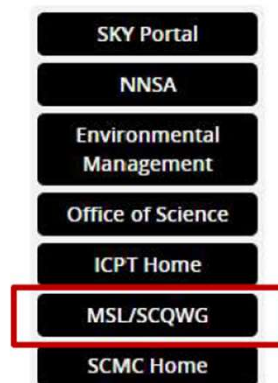 SKY Portal
NNSA
Environmental
Management
Office of Science
ICPT Home
MSL/SCQWG
SCMC Home